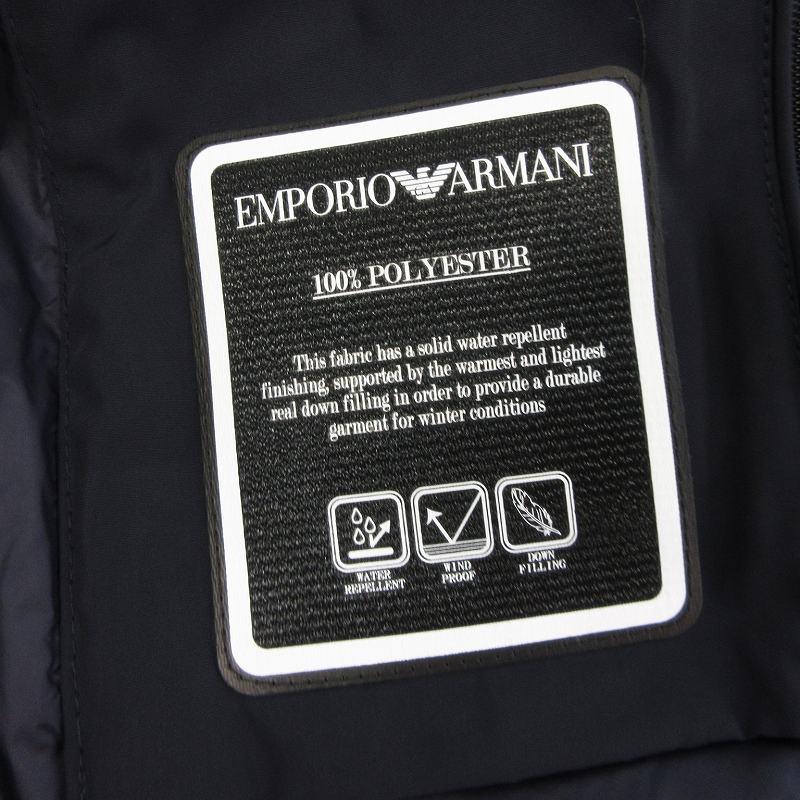 EMPORIO ARMANI
100% POLYESTER
This fabric has a solid water repellent
finishing, supported by the warmest and lightest
real down filling in order to provide a durable
garment for winter conditions
WATER
REPELLENT
WIND
PROOF
DOWN
FILLING